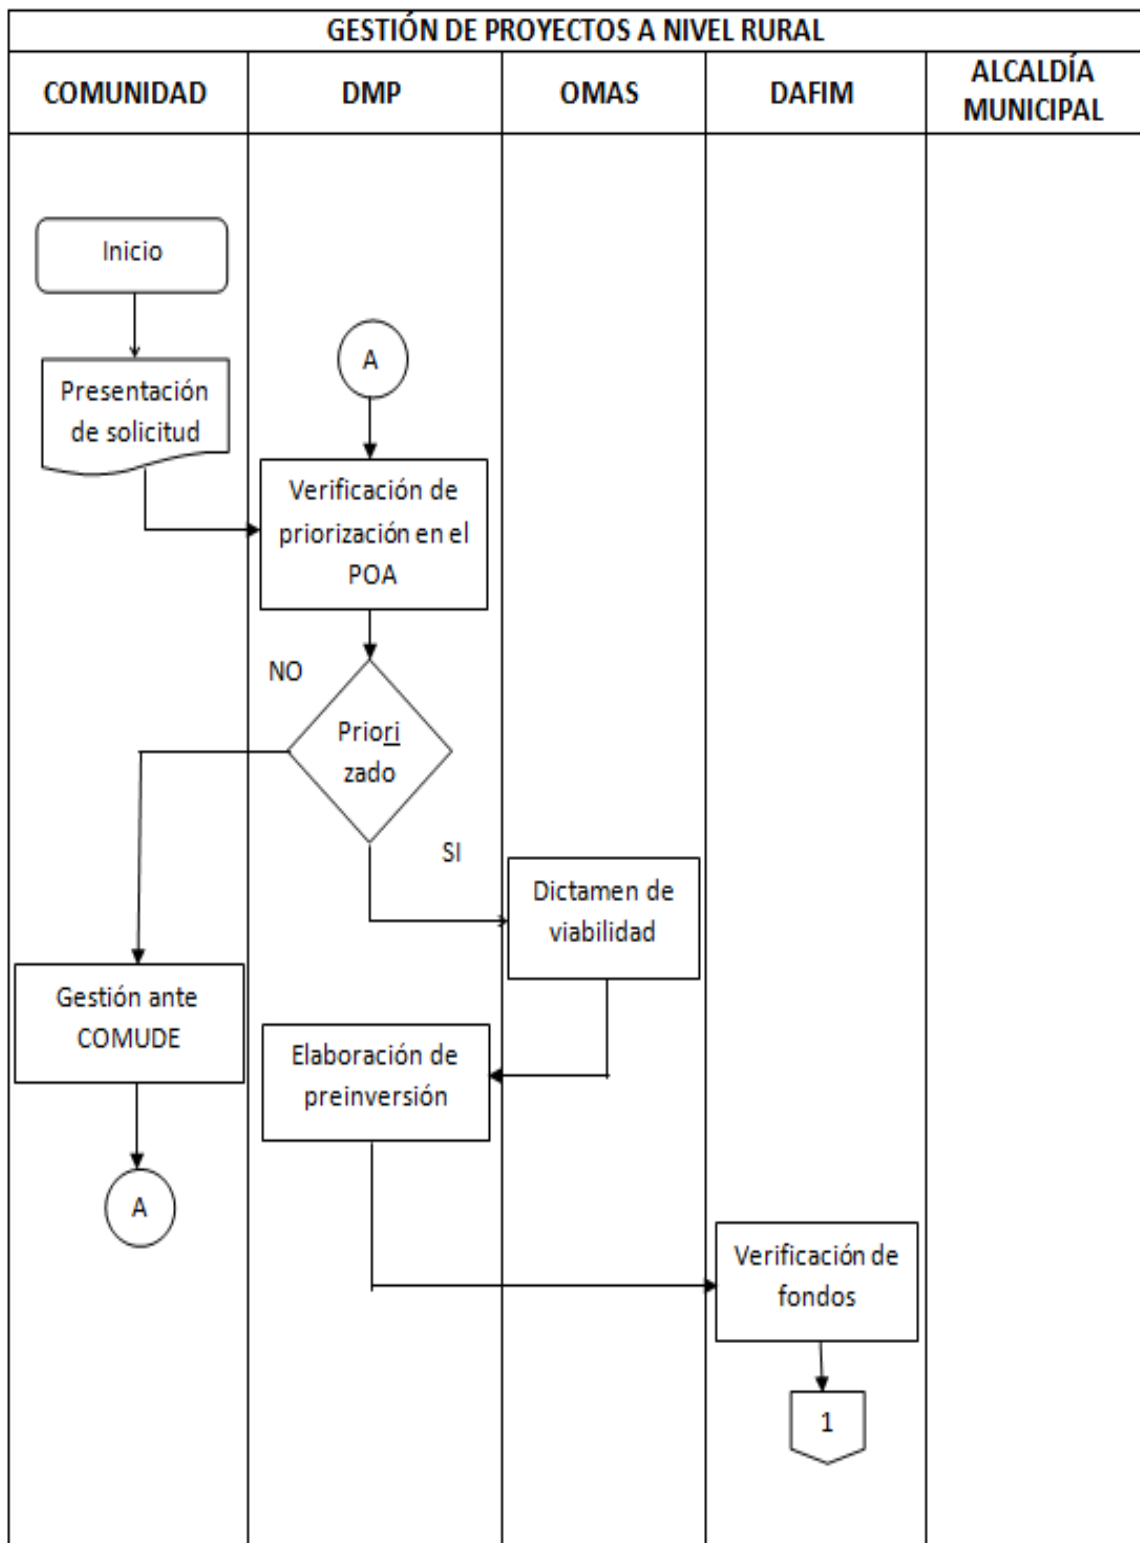 GESTIÓN DE PROYECTOS A NIVEL RURAL
COMUNIDAD
DMP
OMAS
DAFIM
ALCALDÍA
MUNICIPAL
Inicio
A
Presentación
de solicitud
Verificación de
priorización en el
POA
NO
Priori
zado
SI
Dictamen de
viabilidad
Gestión ante
COMUDE
Elaboración de
preinversión
A
Verificación de
fondos
1